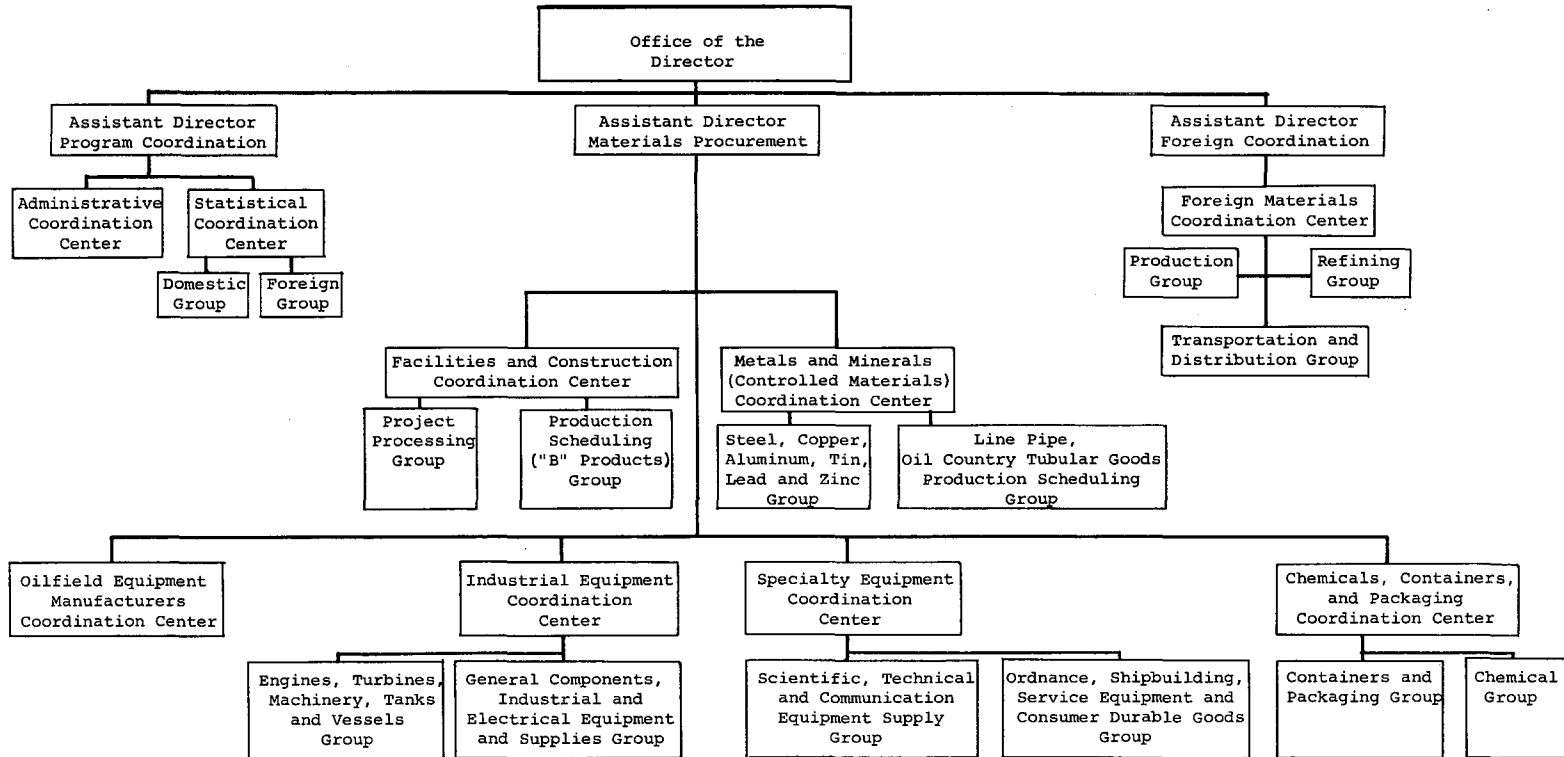 Office of the
Director
Assistant Director
Program Coordination
Assistant Director
Materials Procurement
Assistant Director
Foreign Coordination
Administrative
Coordination
Center
Statistical
Coordination
Center
Foreign Materials
Coordination Center
Domestic
Group
Foreign
Group
Production
Group
Refining
Group
Transportation and
Distribution Group
Facilities and Construction
Coordination Center
Metals and Minerals
(Controlled Materials)
Coordination Center
Project
Processing
Group
Production
Scheduling
("B" Products)
Group
Steel, Copper,
Aluminum, Tin,
Lead and Zinc
Group
Line Pipe,
Oil Country Tubular Goods
Production Scheduling
Group
Oilfield Equipment
Manufacturers
Coordination Center
Industrial Equipment
Coordination
Center
Specialty Equipment
Coordination
Center
Chemicals, Containers,
and Packaging
Coordination Center
Engines, Turbines,
Machinery, Tanks
and Vessels
Group
General Components,
Industrial and
Electrical Equipment
and Supplies Group
Scientific, Technical
and Communication
Equipment Supply
Group
Ordnance, Shipbuilding,
Service Equipment and
Consumer Durable Goods
Group
Containers and
Packaging Group
Chemical
Group